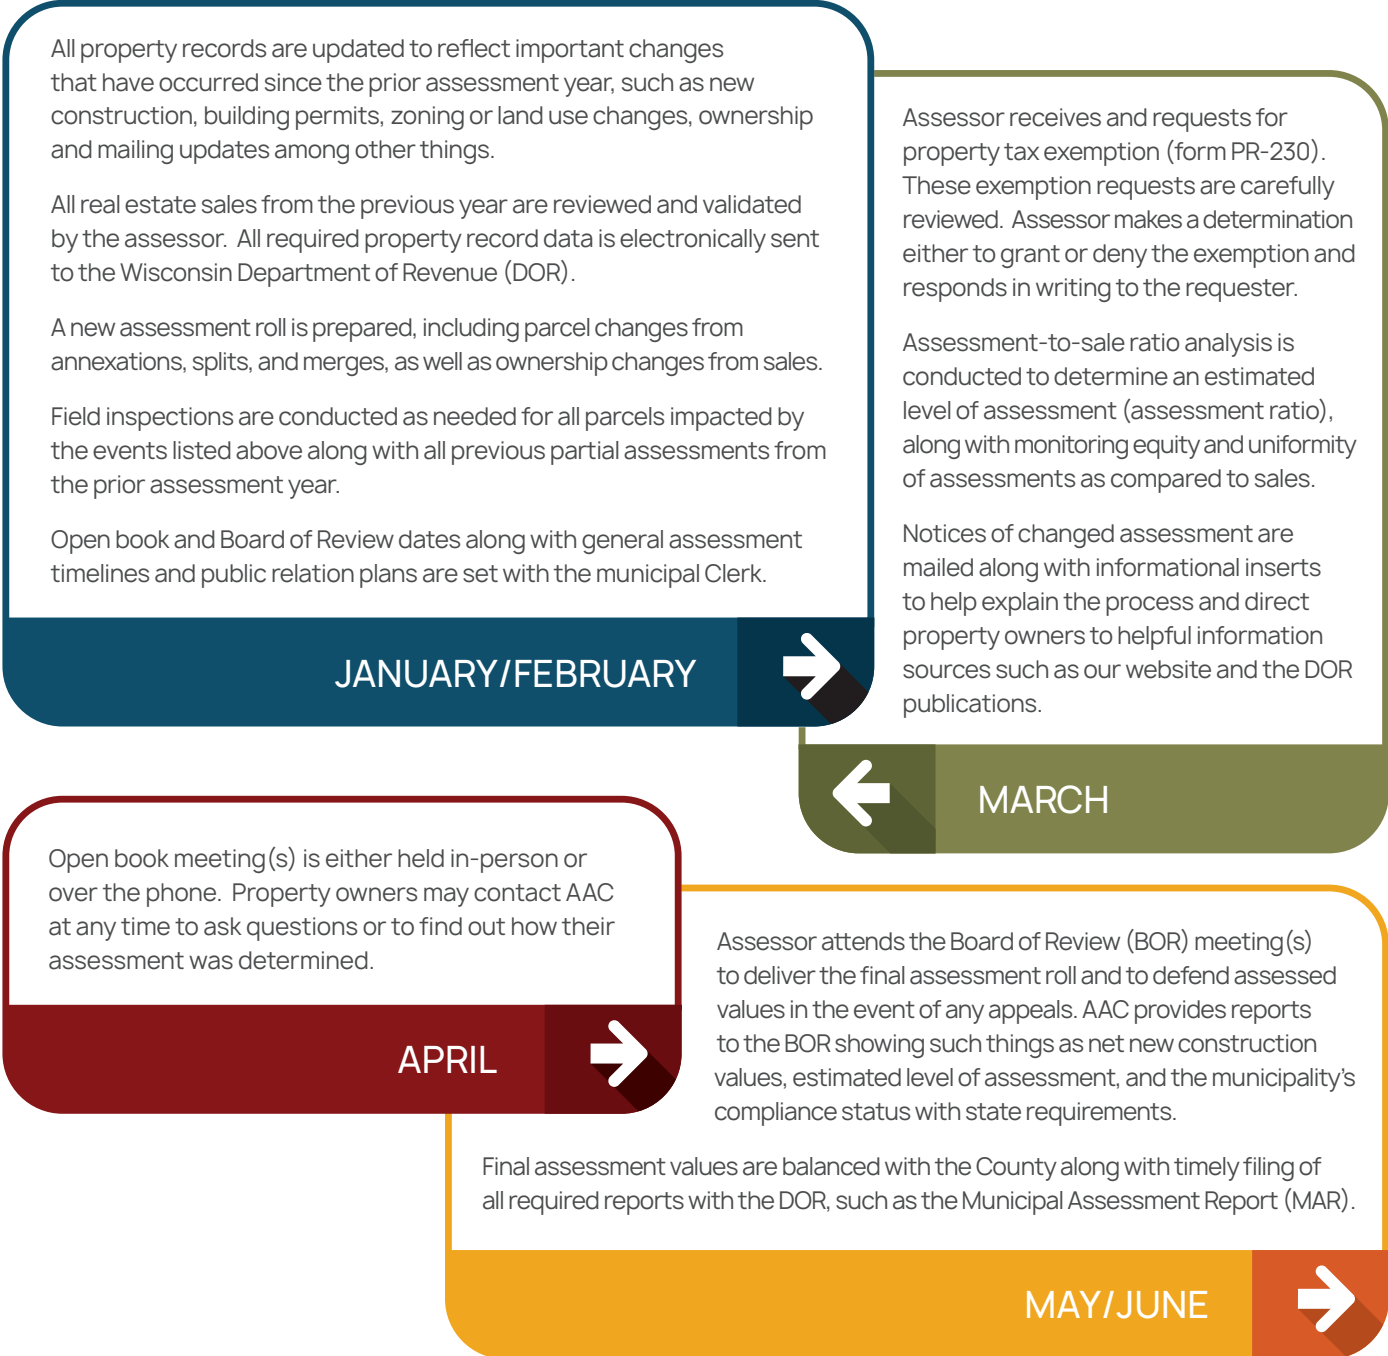 All property records are updated to reflect important changes
that have occurred since the prior assessment year, such as new
construction, building permits, zoning or land use changes, ownership
and mailing updates among other things.
All real estate sales from the previous year are reviewed and validated
by the assessor.  All required property record data is electronically sent
to the Wisconsin Department of Revenue (DOR).
A new assessment roll is prepared, including parcel changes from
annexations, splits, and merges, as well as ownership changes from sales.
Field inspections are conducted as needed for all parcels impacted by
the events listed above along with all previous partial assessments from
the prior assessment year.
Open book and Board of Review dates along with general assessment
timelines and public relation plans are set with the municipal Clerk.
JANUARY/FEBRUARY
Assessor receives and requests for
property tax exemption (form PR-230).
These exemption requests are carefully
reviewed.  Assessor makes a determination
either to grant or deny the exemption and
responds in writing to the requester.
Assessment-to-sale ratio analysis is
conducted to determine an estimated
level of assessment (assessment ratio),
along with monitoring equity and uniformity
of assessments as compared to sales.
Notices of changed assessment are
mailed along with informational inserts
to help explain the process and direct
property owners to helpful information
sources such as our website and the DOR
publications.
MARCH
Open book meeting(s) is either held in-person or
over the phone.  Property owners may contact AAC
at any time to ask questions or to find out how their
assessment was determined.
APRIL
Assessor attends the Board of Review (BOR) meeting(s)
to deliver the final assessment roll and to defend assessed
values in the event of any appeals. AAC provides reports
to the BOR showing such things as net new construction
values, estimated level of assessment, and the municipality's
compliance status with state requirements.
Final assessment values are balanced with the County along with timely filing of
all required reports with the DOR, such as the Municipal Assessment Report (MAR).
MAY/JUNE